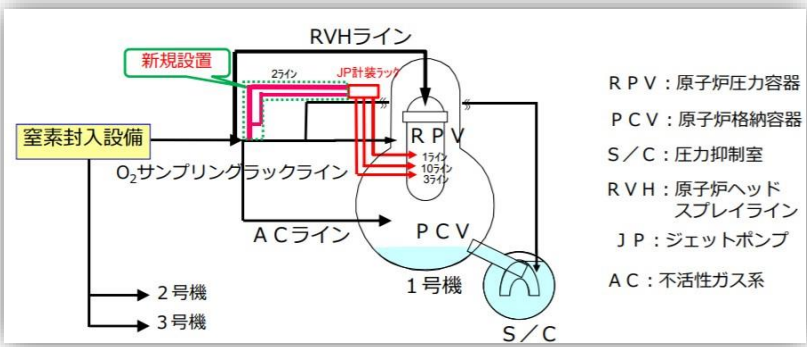 RVHライン
新規設置
2ライン
JP計装ラック
窒素封入設備
RPV
1ライン
10ライン
3ライン
O₂サンプリングラックライン
ACライン
PCV
1号機
2号機
3号機
S/C
RPV:原子炉圧力容器
PCV:原子炉格納容器
S/C:圧力抑制室
RVH:原子炉ヘッド
スプレイライン
JP:ジェットポンプ
AC:不活性ガス系